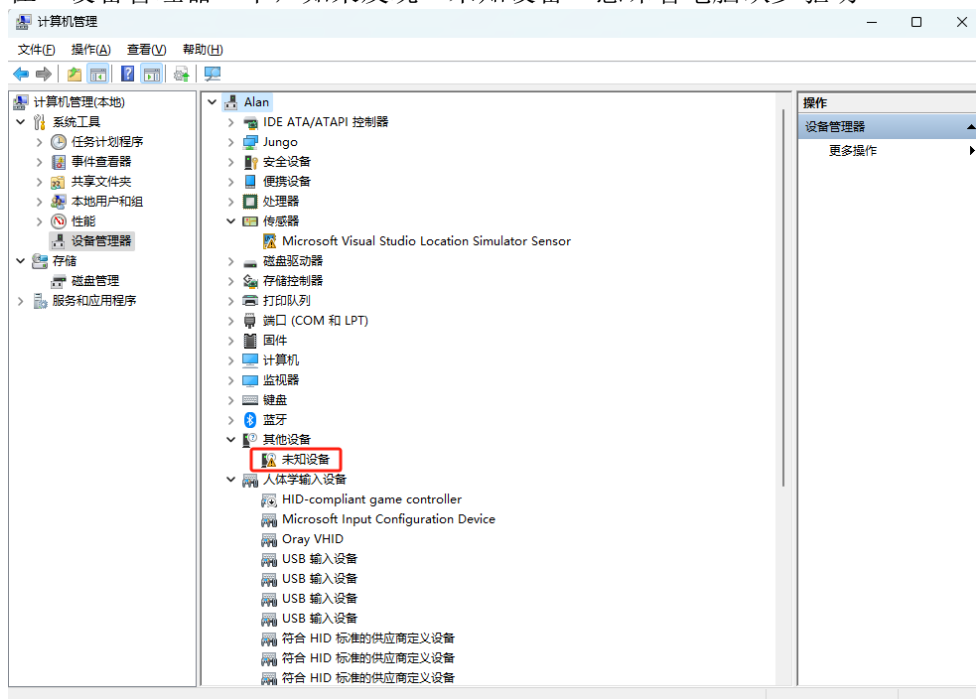 计算机管理
文件(F) 操作(A) 查看(V) 帮助(H)
计算机管理(本地)
系统工具
任务计划程序
事件查看器
共享文件夹
本地用户和组
性能
设备管理器
存储
磁盘管理
服务和应用程序
Alan
IDE ATA/ATAPI 控制器
Jungo
安全设备
便携设备
处理器
传感器
Microsoft Visual Studio Location Simulator Sensor
磁盘驱动器
存储控制器
打印队列
端口 (COM 和 LPT)
固件
计算机
监视器
键盘
蓝牙
其他设备
未知设备
人体学输入设备
HID-compliant game controller
Microsoft Input Configuration Device
Oray VHID
USB 输入设备
USB 输入设备
USB 输入设备
USB 输入设备
符合 HID 标准的供应商定义设备
符合 HID 标准的供应商定义设备
符合 HID 标准的供应商定义设备
操作
设备管理器
更多操作